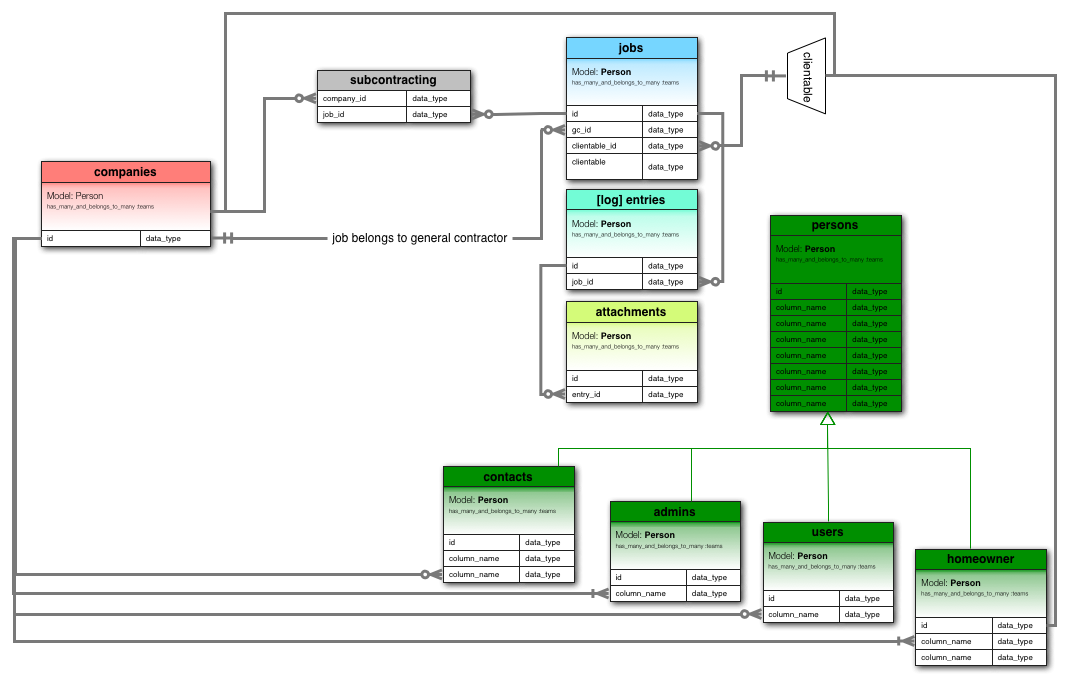 jobs
Model: Person
has_many_and_belongs_to_many :teams
id data_type
gc_id data_type
clientable_id data_type
clientable data_type
clientable
subcontracting
company_id data_type
job_id data_type
companies
Model: Person
has_many_and_belongs_to_many :teams
id data_type
job belongs to general contractor
[log] entries
Model: Person
has_many_and_belongs_to_many :teams
id data_type
job_id data_type
persons
Model: Person
has_many_and_belongs_to_many :teams
id data_type
column_name data_type
column_name data_type
column_name data_type
column_name data_type
column_name data_type
column_name data_type
column_name data_type
attachments
Model: Person
has_many_and_belongs_to_many :teams
id data_type
entry_id data_type
contacts
Model: Person
has_many_and_belongs_to_many :teams
id data_type
column_name data_type
column_name data_type
admins
Model: Person
has_many_and_belongs_to_many :teams
id data_type
column_name data_type
users
Model: Person
has_many_and_belongs_to_many :teams
id data_type
column_name data_type
homeowner
Model: Person
has_many_and_belongs_to_many :teams
id data_type
column_name data_type
column_name data_type